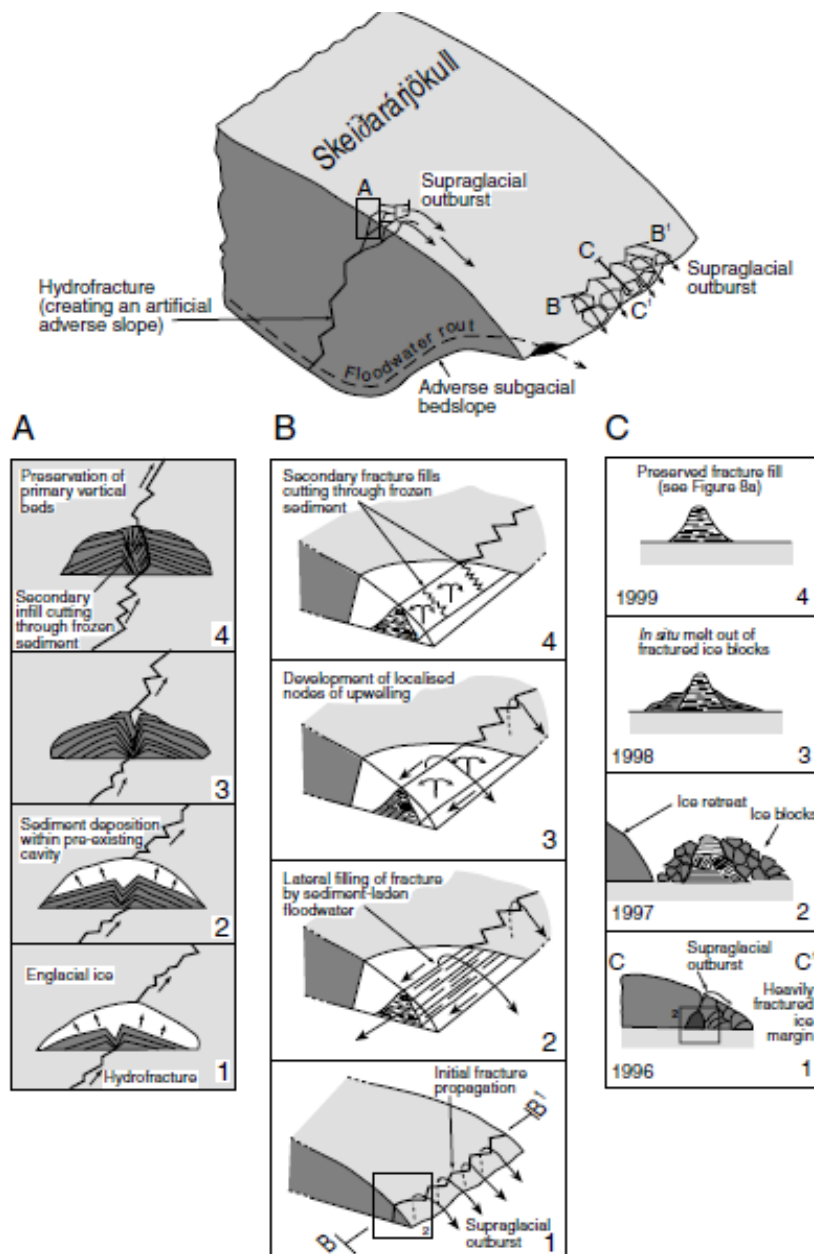 Skeiðarárjökull
A
Supraglacial
outburst
Hydrofracture
(creating an artificial
adverse slope)
B'
C
Supraglacial
outburst
B
C'
Floodwater rout
Adverse subgacial
bedslope
A
Preservation of
primary vertical
beds
Secondary
infill cutting
through frozen
sediment
4
3
Sediment deposition
within pre-existing
cavity
2
Englacial ice
Hydrofracture
1
B
Secondary fracture fills
cutting through frozen
sediment
4
Development of localised
nodes of upwelling
3
Lateral filling of fracture
by sediment-laden
floodwater
2
Initial fracture
propagation
B'
2
B
Supraglacial
outburst
1
C
Preserved fracture fill
(see Figure 8a)
1999
4
In situ melt out of
fractured ice blocks
1998
3
Ice retreat
Ice blocks
1997
2
C
Supraglacial
outburst
C'
Heavily
fractured
ice
margin
2
1996
1